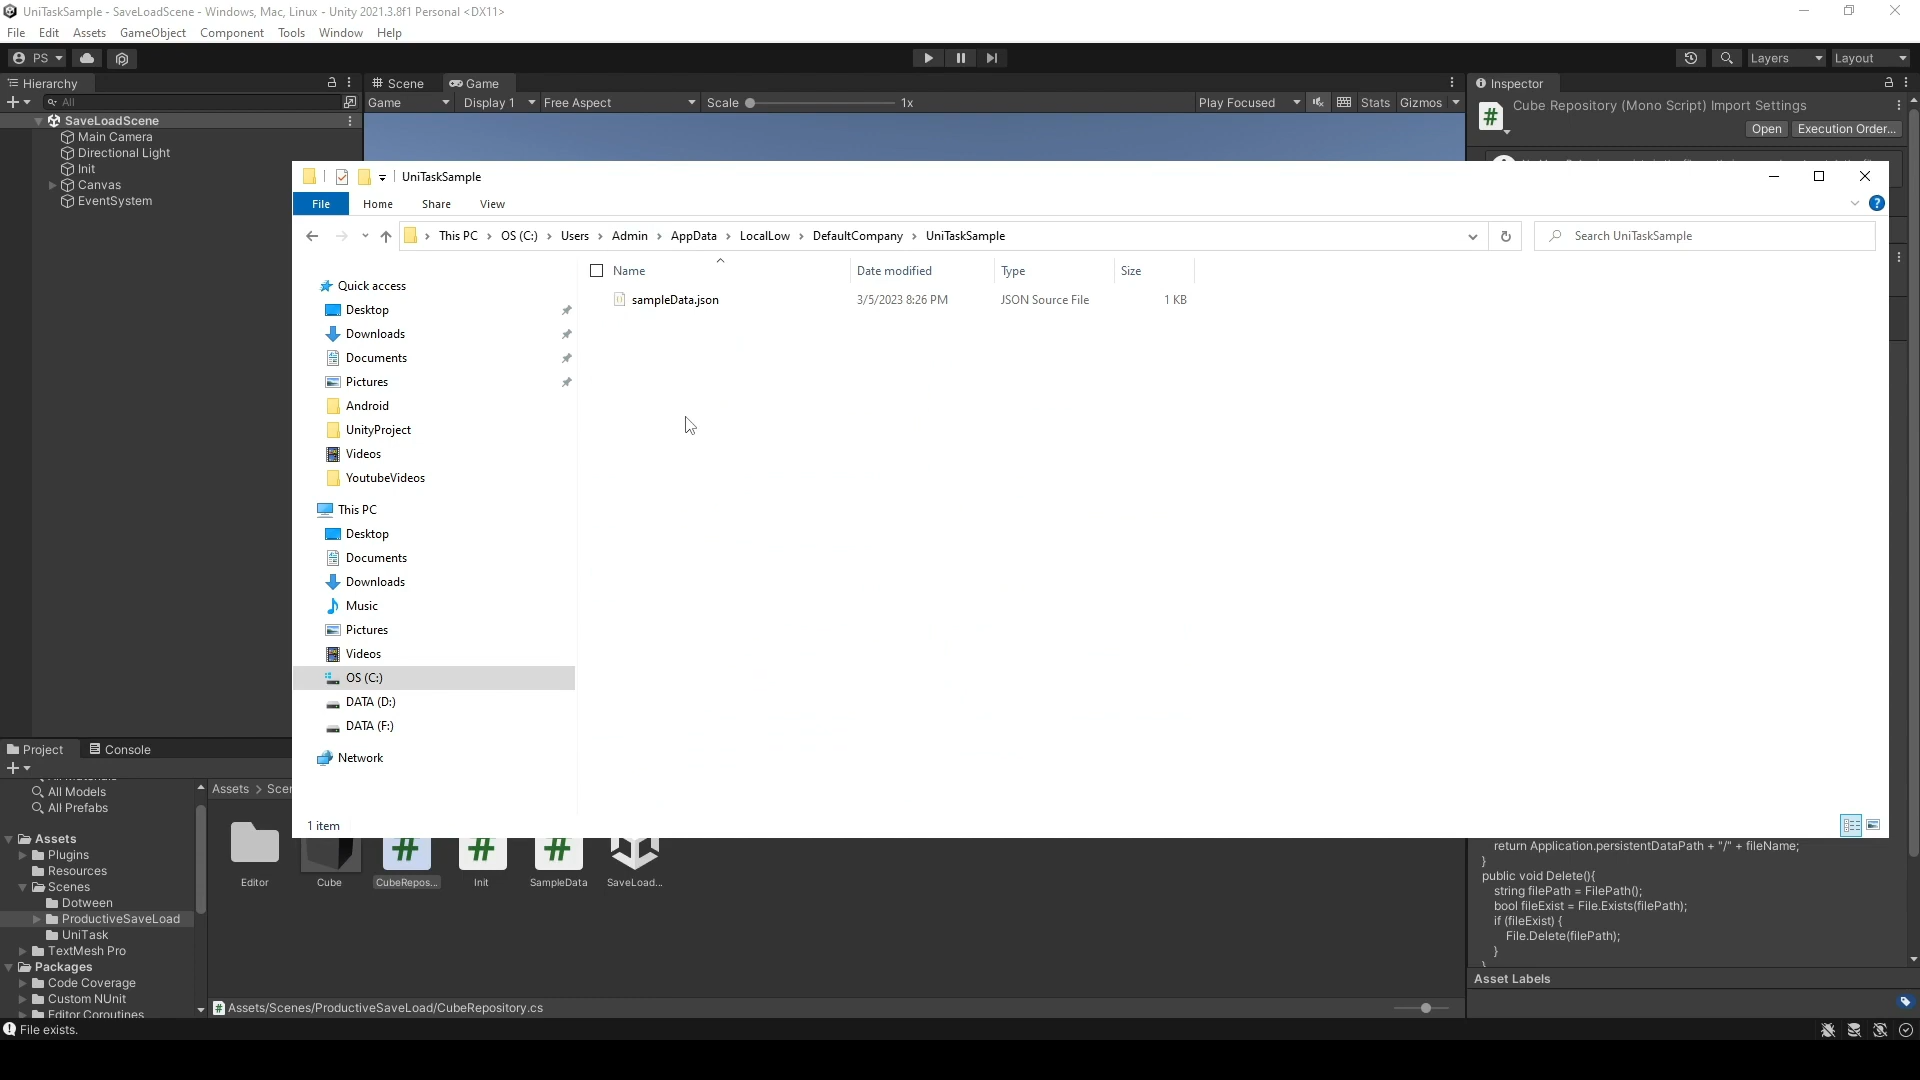 UniTaskSample - SaveLoadScene - Windows, Mac, Linux - Unity 2021.3.8f1 Personal <DX11>
File Edit Assets GameObject Component Tools Window Help
PS
Layers Layout
Hierarchy
All
SaveLoadScene
Main Camera
Directional Light
Init
Canvas
EventSystem
Scene Game
Game Display 1 Free Aspect Scale 1x Play Focused Stats Gizmos
Inspector
Cube Repository (Mono Script) Import Settings
Open Execution Order...
UniTaskSample
File Home Share View
This PC OS (C:) Users Admin AppData LocalLow DefaultCompany UniTaskSample
Search UniTaskSample
Name Date modified Type Size
sampleData.json 3/5/2023 8:26 PM JSON Source File 1 KB
Quick access
Desktop
Downloads
Documents
Pictures
Android
UnityProject
Videos
YoutubeVideos
This PC
Desktop
Documents
Downloads
Music
Pictures
Videos
OS (C:)
DATA (D:)
DATA (F:)
Network
1 item
Project Console
All Models
All Prefabs
Assets
Plugins
Resources
Scenes
Dotween
ProductiveSaveLoad
UniTask
TextMesh Pro
Packages
Code Coverage
Custom NUnit
Editor Coroutines
Assets > Scen
Editor
Cube
CubeRepos...
Init
SampleData
SaveLoad...
Assets/Scenes/ProductiveSaveLoad/CubeRepository.cs
return Application.persistentDataPath + "/" + fileName;
}
public void Delete(){
string filePath = FilePath();
bool fileExist = File.Exists(filePath);
if (fileExist) {
File.Delete(filePath);
}
Asset Labels
File exists.